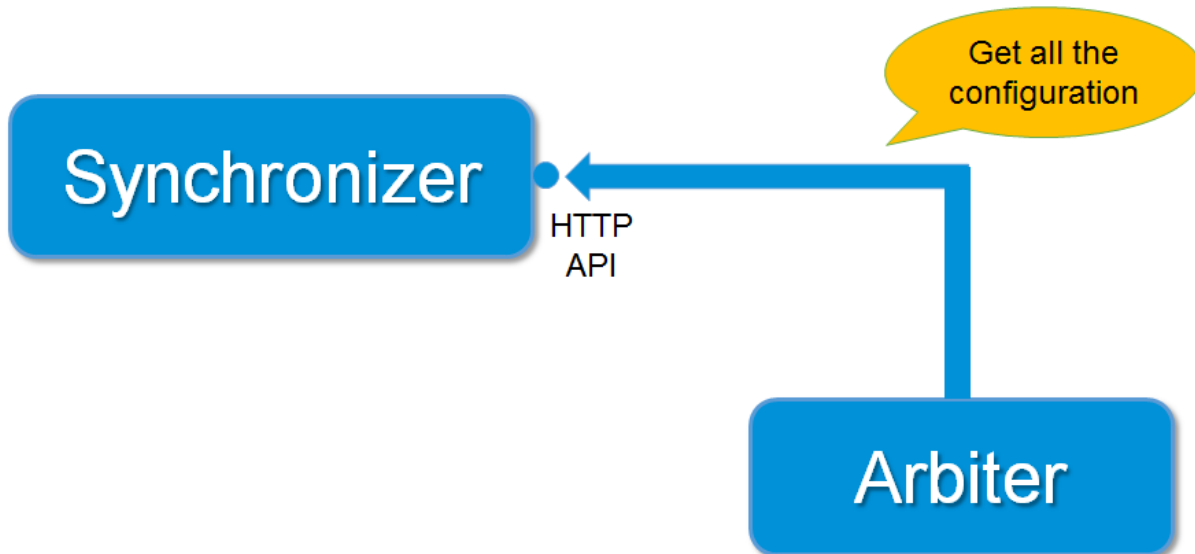 Get all the
configuration
Synchronizer
HTTP
API
Arbiter